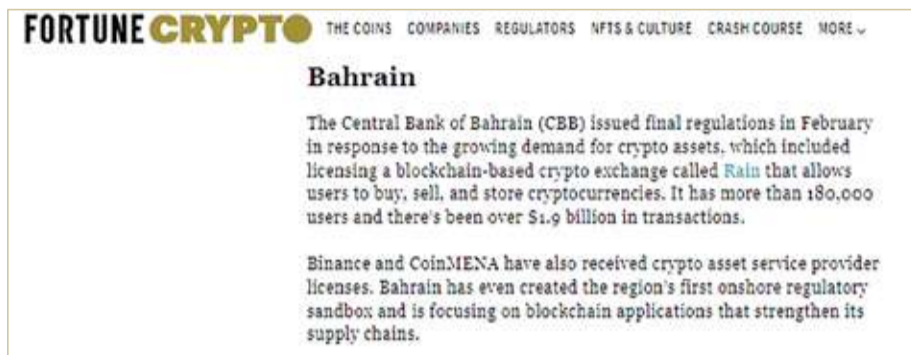 FORTUNE CRYPTO THE COINS COMPANIES REGULATORS NFTS & CULTURE CRASH COURSE MORE
Bahrain
The Central Bank of Bahrain (CBB) issued final regulations in February
in response to the growing demand for crypto assets, which included
licensing a blockchain-based crypto exchange called Rain that allows
users to buy, sell, and store cryptocurrencies. It has more than 180,000
users and there's been over $1.9 billion in transactions.
Binance and CoinMENA have also received crypto asset service provider
licenses. Bahrain has even created the region's first onshore regulatory
sandbox and is focusing on blockchain applications that strengthen its
supply chains.